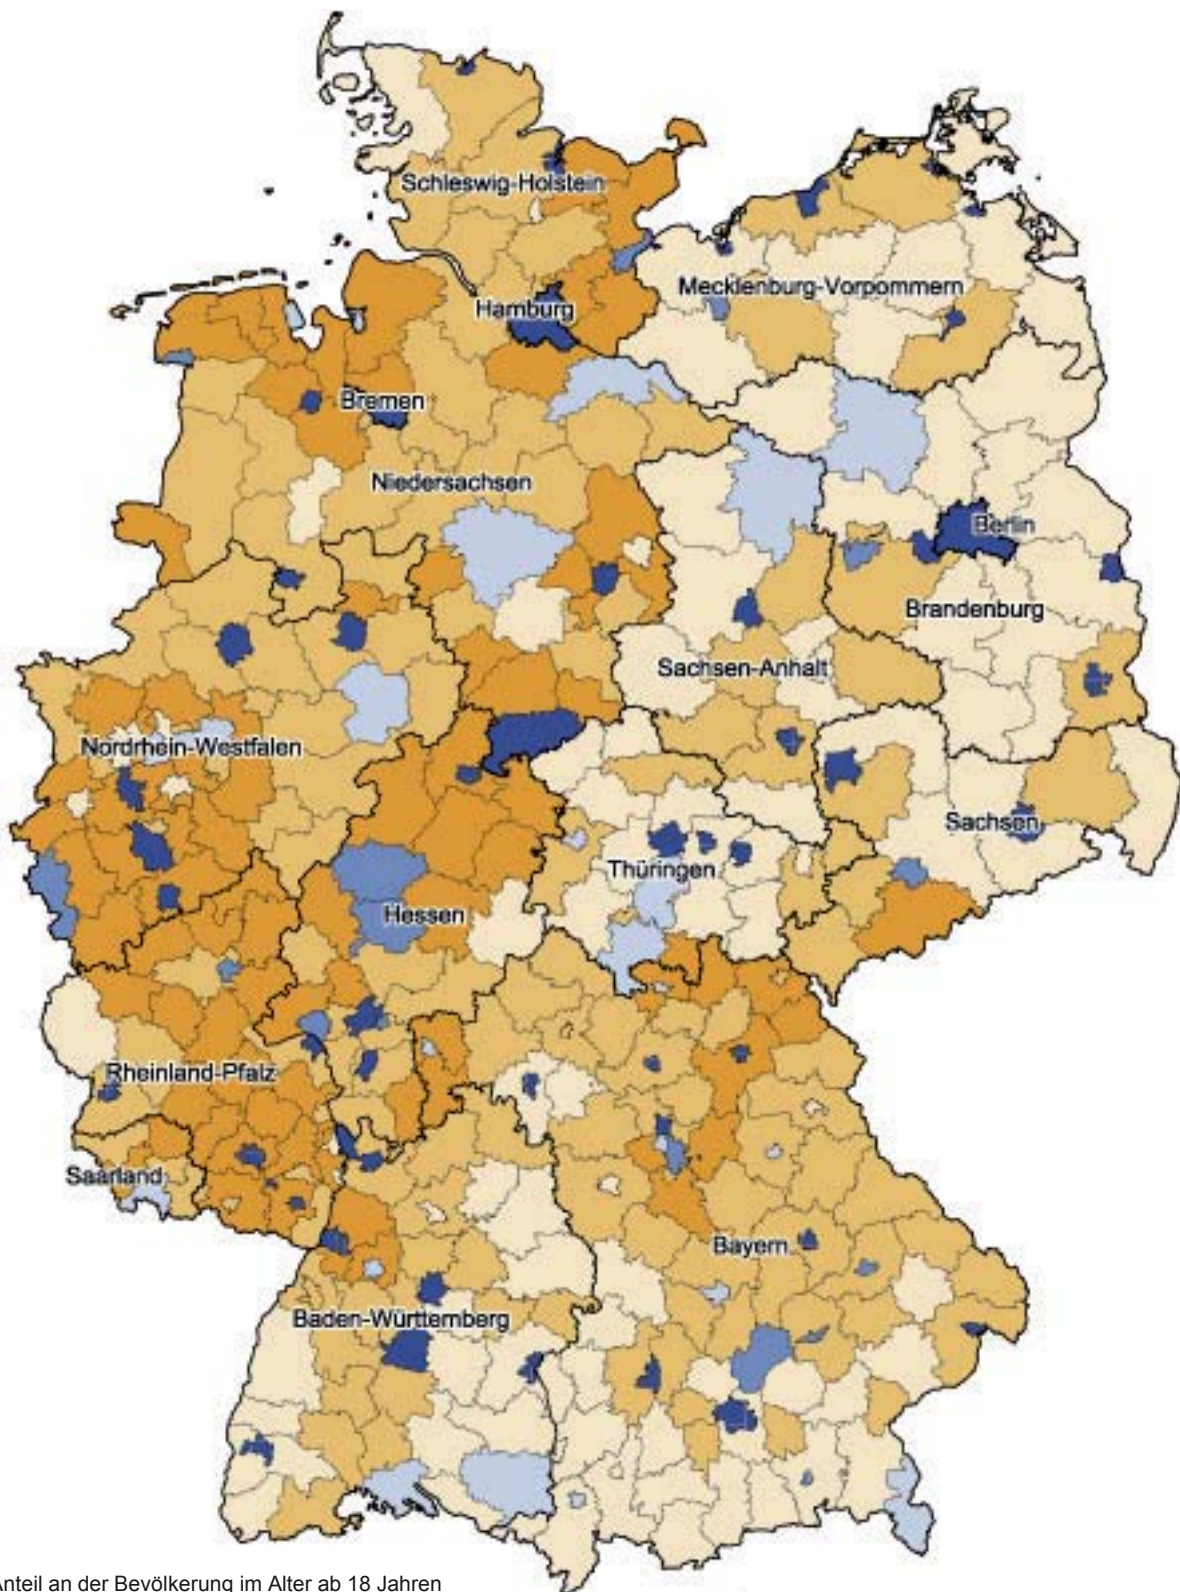 Schleswig-Holstein
Mecklenburg-Vorpommern
Hamburg
Bremen
Niedersachsen
Berlin
Brandenburg
Sachsen-Anhalt
Nordrhein-Westfalen
Sachsen
Thüringen
Hessen
Rheinland-Pfalz
Saarland
Bayern
Baden-Württemberg
Anteil an der Bevölkerung im Alter ab 18 Jahren